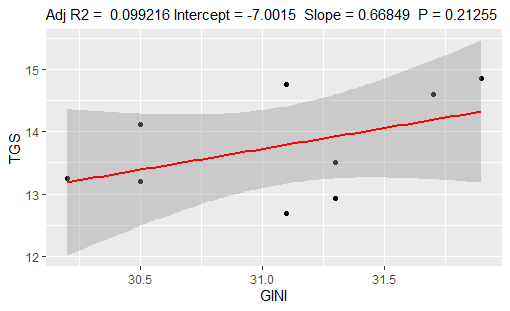 Adj R2 = 0.099216 Intercept = -7.0015 Slope = 0.66849 P = 0.21255
15
14
13
12
TGS
30.5 31.0 31.5
GINI